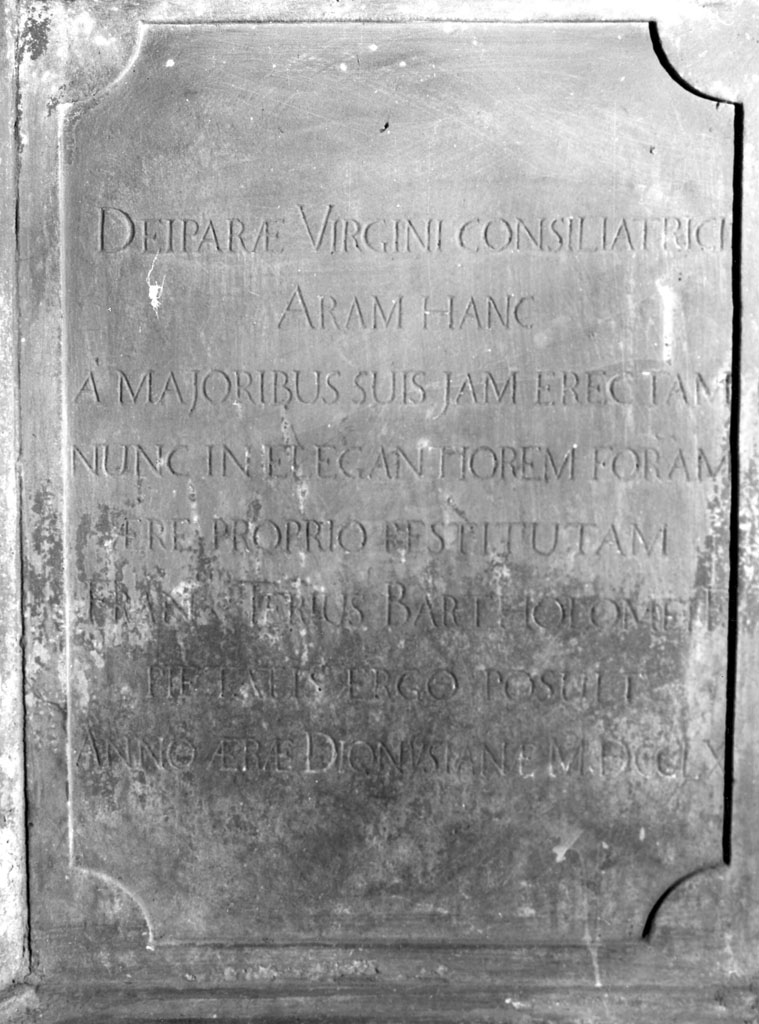 DEIPARÆ VIRGINI CONSILIATRICI
ARAM HANC
A MAJORIBUS SUIS JAM ERECTAM
NUNC IN ELEGANTIOREM FORAM
ÆRE PROPRIO RESTITUTAM
BARTHOLOMEI
PIETATIS ERGO POSUIT
ANNO ÆRÆ DIONYSIANE M.DCCLX